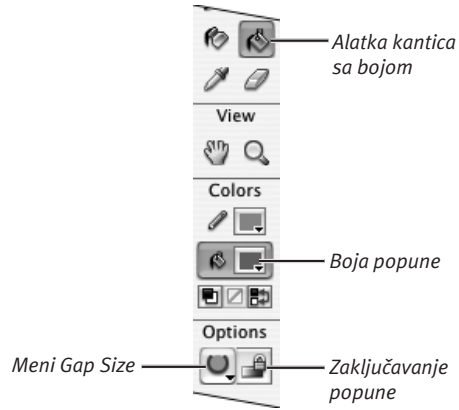 Alatka kantica
sa bojom
View
Colors
Boja popune
Options
Meni Gap Size
Zaključavanje
popune